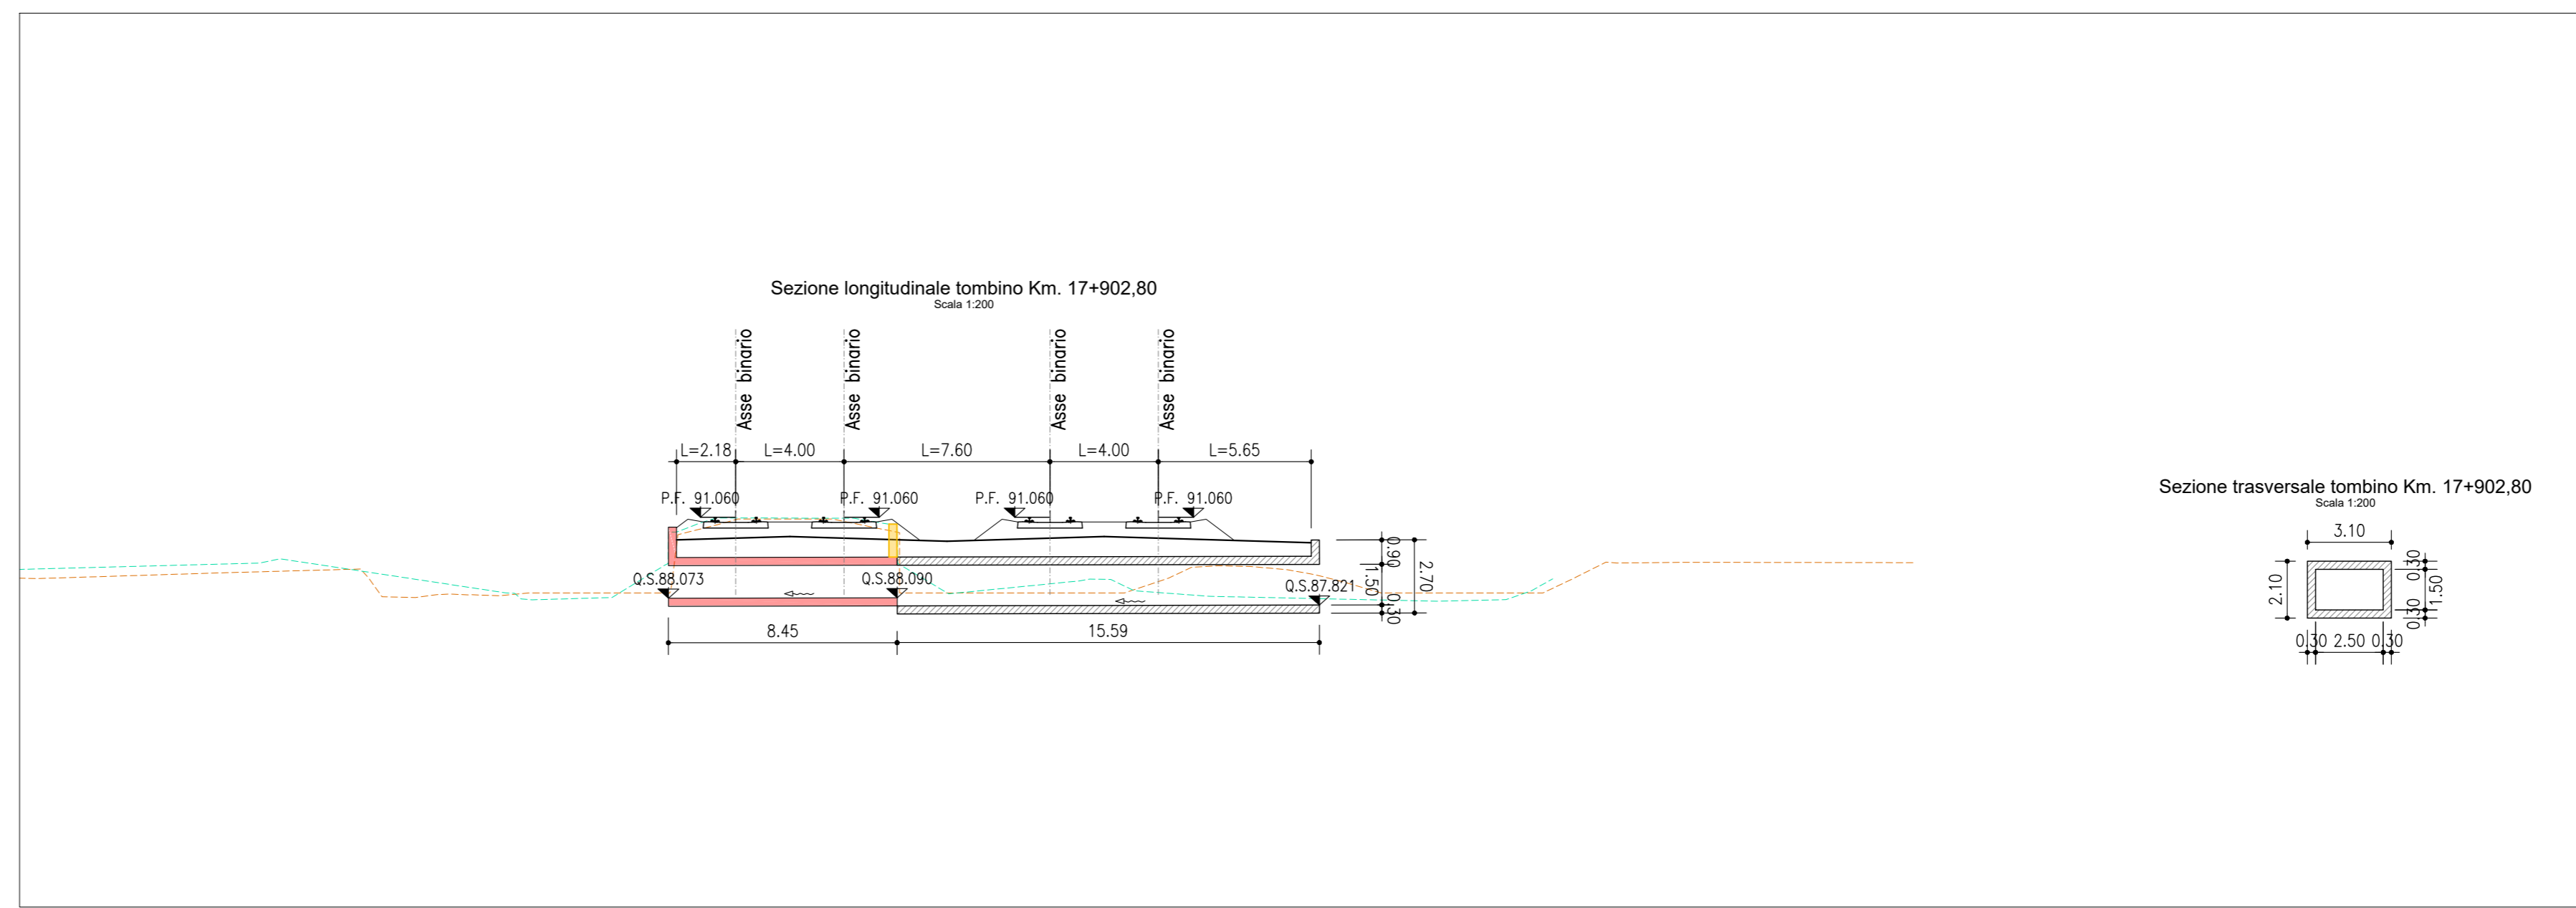 Sezione longitudinale tombino Km. 17+902,80
Scala 1:200
Asse binario
Asse binario
Asse binario
Asse binario
L=2.18
L=4.00
L=7.60
L=4.00
L=5.65
P.F. 91.060
P.F. 91.060
P.F. 91.060
P.F. 91.060
Q.S.88.073
Q.S.88.090
Q.S.87.821
0.90
1.50
0.30
2.70
8.45
15.59
Sezione trasversale tombino Km. 17+902,80
Scala 1:200
3.10
2.10
0.30
1.50
0.30
0.30
2.50
0.30